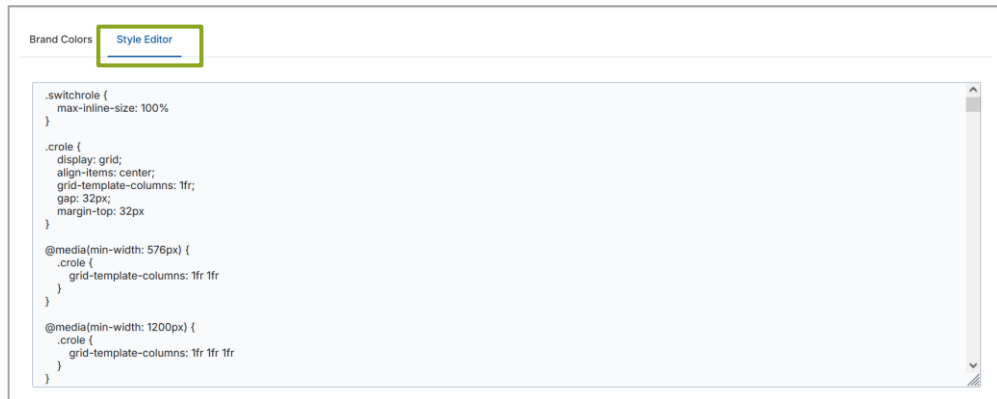 Brand Colors Style Editor
.switchrole {
max-inline-size: 100%
}
.crole {
display: grid;
align-items: center;
grid-template-columns: 1fr;
gap: 32px;
margin-top: 32px
}
@media(min-width: 576px) {
.crole {
grid-template-columns: 1fr 1fr
}
}
@media(min-width: 1200px) {
.crole {
grid-template-columns: 1fr 1fr 1fr
}
}